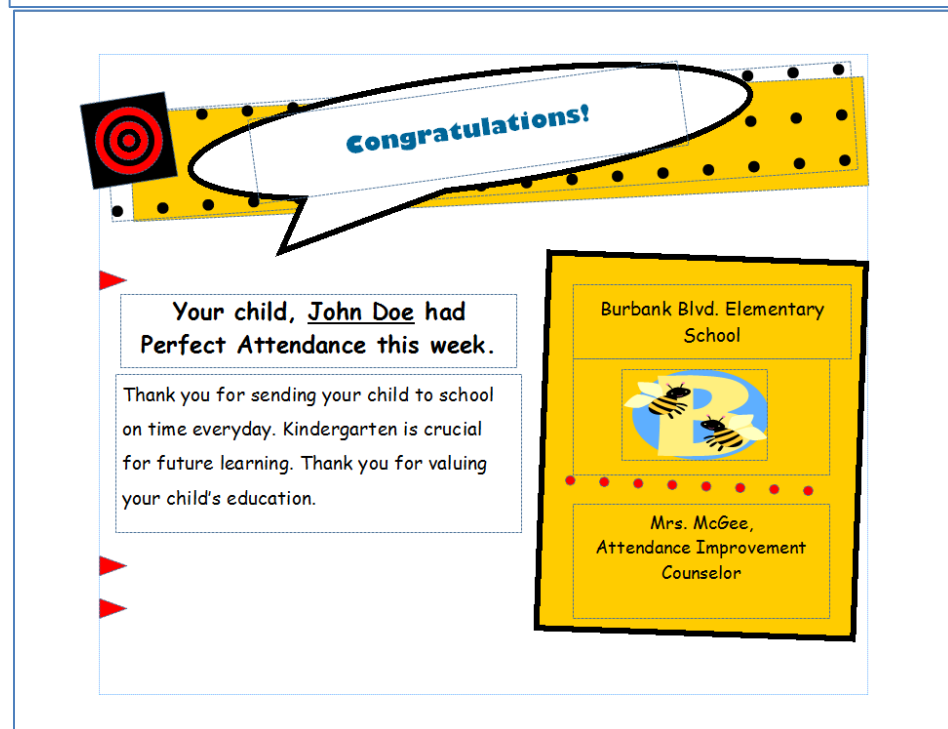 Congratulations!
Your child, John Doe had
Perfect Attendance this week.
Thank you for sending your child to school
on time everyday. Kindergarten is crucial
for future learning. Thank you for valuing
your child's education.
Burbank Blvd. Elementary
School
B
Mrs. McGee,
Attendance Improvement
Counselor